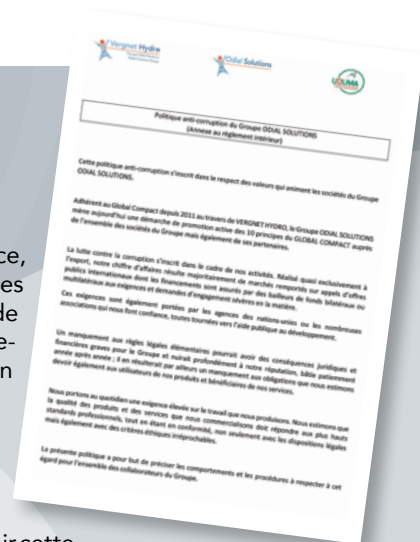 Vergnet Hydro
Odial Solutions
UDUMA
Politique anti-corruption du Groupe ODIAL SOLUTIONS
(Annexe au règlement intérieur)
Cette politique anti-corruption s'inscrit dans le respect des valeurs qui animent les sociétés du Groupe
ODIAL SOLUTIONS.
Adhérent au Global Compact depuis 2011 au travers de VERGNET HYDRO, le Groupe ODIAL SOLUTIONS
mène aujourd'hui une démarche de promotion active des 10 principes du GLOBAL COMPACT auprès
de l'ensemble des sociétés du Groupe mais également de ses partenaires.
La lutte contre la corruption s'inscrit dans le cadre de nos activités. Réalisé quasi exclusivement à
l'export, notre chiffre d'affaires résulte majoritairement de marchés remportés sur appels d'offres
publics internationaux dont les financements sont assurés par des bailleurs de fonds bilatéraux ou
multilatéraux aux exigences et demandes d'engagement sévères en la matière.
Ces exigences sont également portées par les agences des nations-unies ou les nombreuses
associations qui nous font confiance, toutes tournées vers l'aide publique au développement.
ce,
es
de
e-
n
Un manquement aux règles légales élémentaires pourrait avoir des conséquences juridiques et
financières graves pour le Groupe et nuirait profondément à notre réputation, bâtie patiemment
année après année ; il en résulterait par ailleurs un manquement aux obligations que nous estimons
devoir également aux utilisateurs de nos produits et bénéficiaires de nos services.
Nous portons au quotidien une exigence élevée sur le travail que nous produisons. Nous estimons que
la qualité des produits et des services que nous commercialisons doit répondre aux plus hauts
standards professionnels, tout en étant en conformité, non seulement avec les dispositions légales
mais également avec des critères éthiques irréprochables.
La présente politique a pour but de préciser les comportements et les procédures à respecter à cet
égard pour l'ensemble des collaborateurs du Groupe.
ir cette